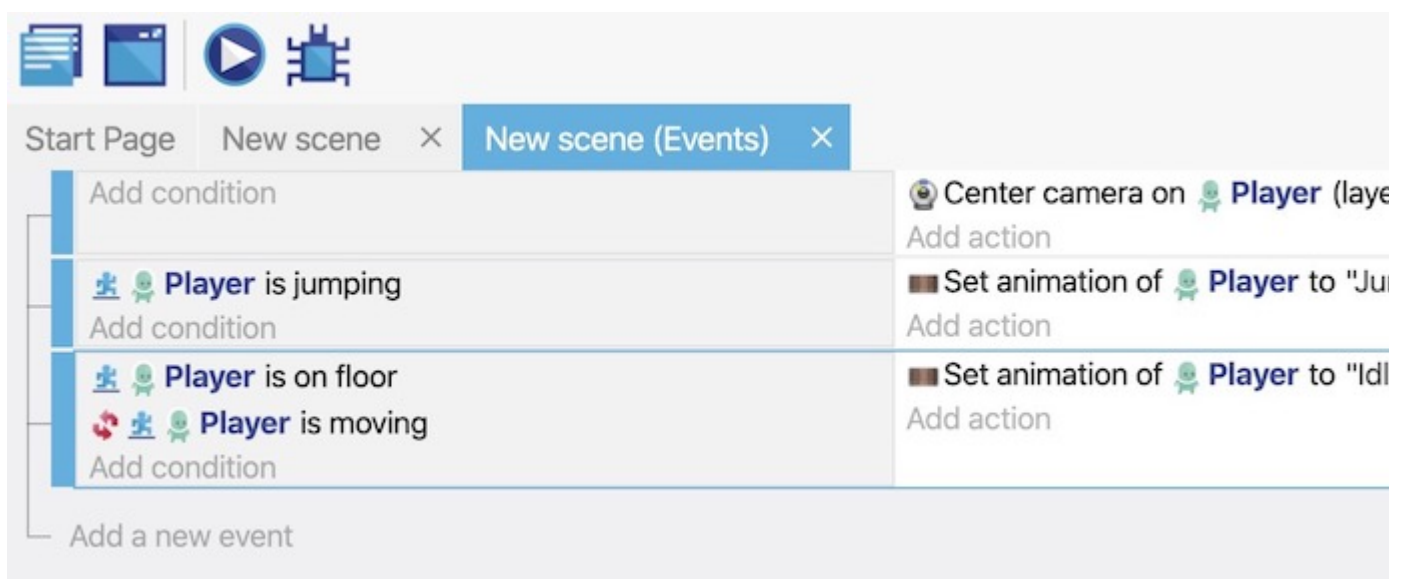 Start Page New scene New scene (Events)
Add condition
Center camera on Player (laye
Add action
Player is jumping
Add condition
Set animation of Player to "Ju
Add action
Player is on floor
Player is moving
Add condition
Set animation of Player to "Idl
Add action
Add a new event